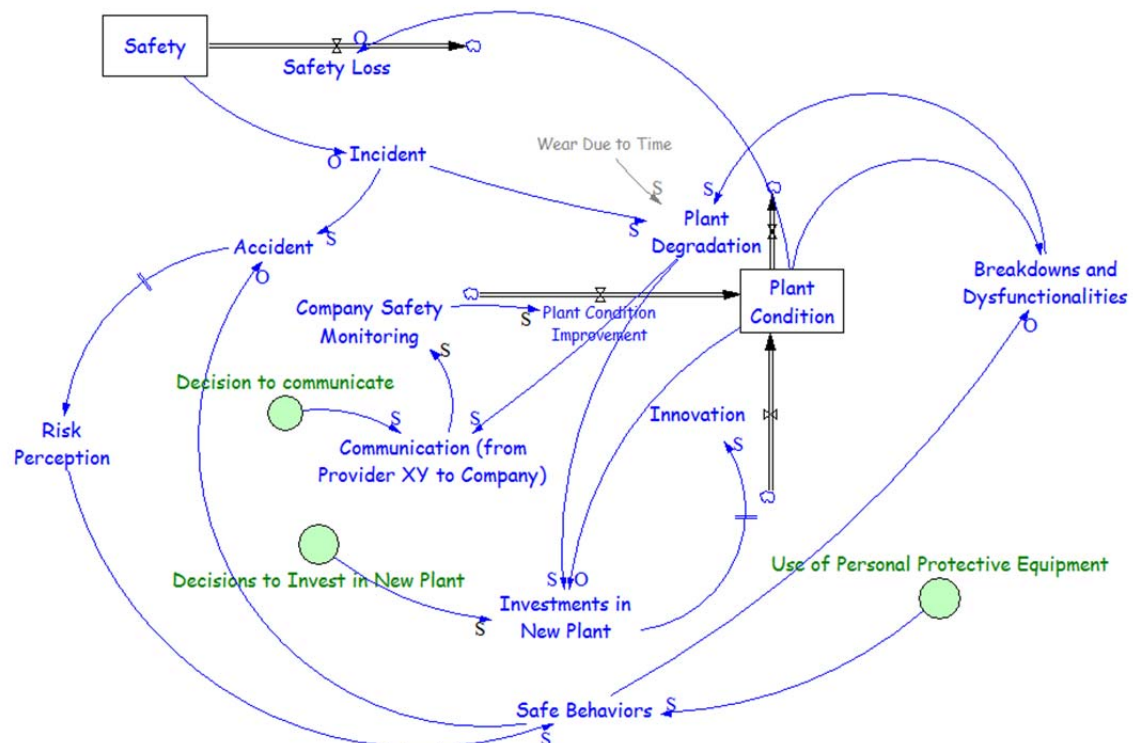 Safety
O
Safety Loss
Incident
O
Wear Due to Time
S
S
Plant
Degradation
S
Accident
S
O
Breakdowns and
Dysfunctionalities
O
Plant
Condition
Company Safety
Monitoring
S
Plant Condition
Improvement
S
Decision to communicate
S
S
Innovation
S
Risk
Perception
Communication (from
Provider XY to Company)
Decisions to Invest in New Plant
Use of Personal Protective Equipment
S
O
Investments in
New Plant
S
Safe Behaviors
S
S